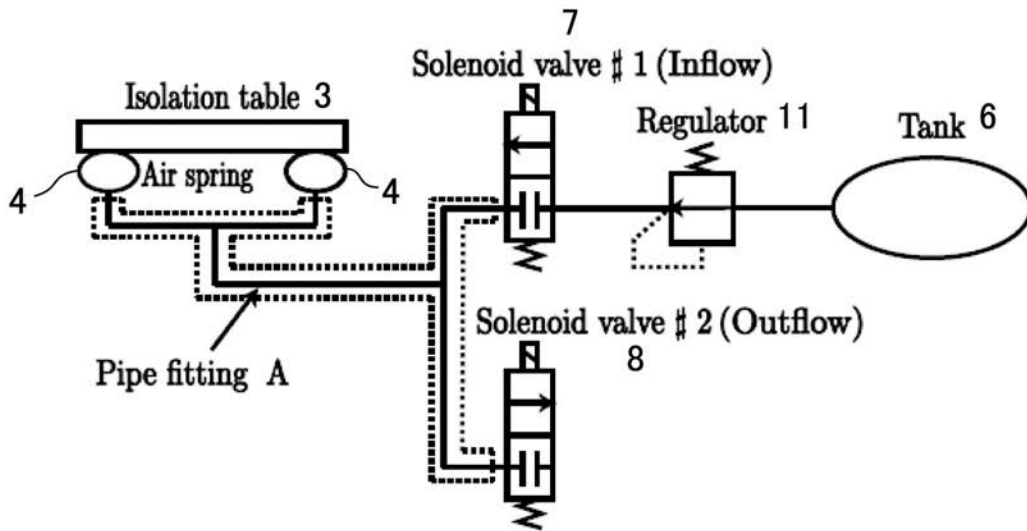 7
Solenoid valve ♯ 1 (Inflow)
Isolation table 3
Regulator 11
Tank 6
4
Air spring
4
Solenoid valve ♯ 2 (Outflow)
8
Pipe fitting A